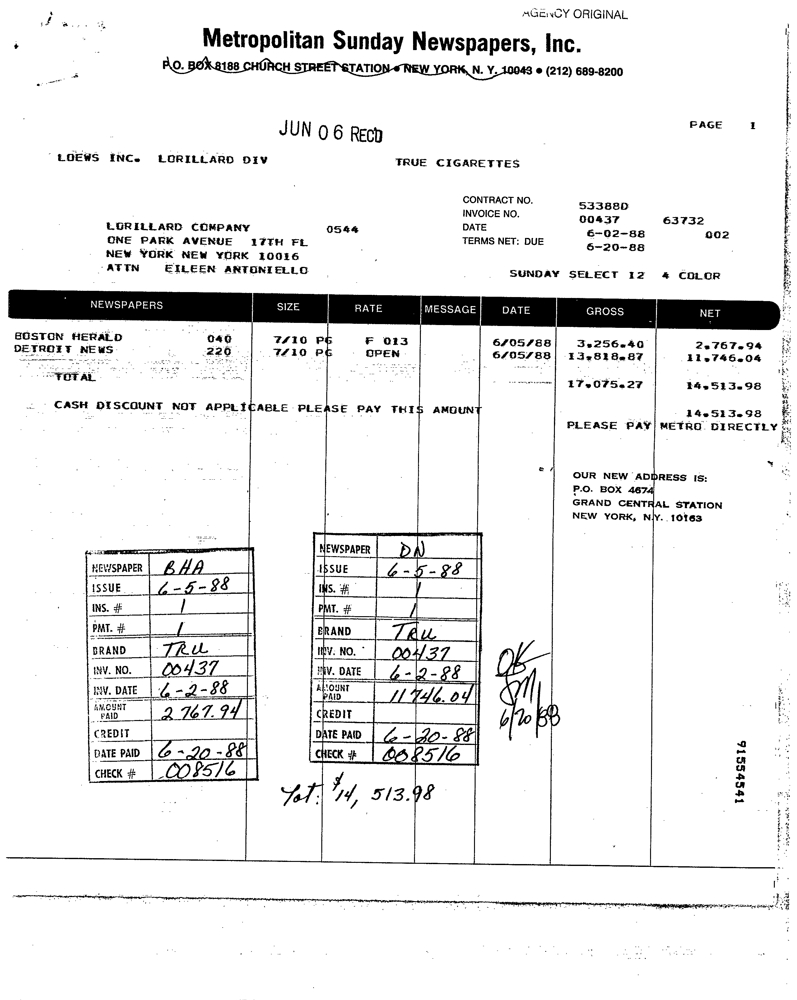 AGENCY ORIGINAL
Metropolitan Sunday Newspapers, Inc.
P.O. BOX 8188 CHURCH STREET STATION • NEW YORK, N. Y. 10043 • (212) 689-8200
JUN 06 RECD
PAGE 1
LOEWS INC. LORILLARD DIV TRUE CIGARETTES
CONTRACT NO. 53388D
INVOICE NO. 00437 63732
DATE 6-02-88 002
TERMS NET: DUE 6-20-88
LORILLARD COMPANY 0544
ONE PARK AVENUE 17TH FL
NEW YORK NEW YORK 10016
ATTN EILEEN ANTONIELLO
SUNDAY SELECT 12 4 COLOR
NEWSPAPERS SIZE RATE MESSAGE DATE GROSS NET
BOSTON HERALD 040 7/10 PG F 013 6/05/88 3,256.40 2,767.94
DETROIT NEWS 220 7/10 PG OPEN 6/05/88 13,818.87 11,746.04
TOTAL 17,075.27 14,513.98
CASH DISCOUNT NOT APPLICABLE PLEASE PAY THIS AMOUNT 14,513.98
PLEASE PAY METRO DIRECTLY
OUR NEW ADDRESS IS:
P.O. BOX 4674
GRAND CENTRAL STATION
NEW YORK, N.Y. 10163
NEWSPAPER BHA
ISSUE 6-5-88
INS. # 1
PMT. # 1
BRAND TRU
INV. NO. 00437
INV. DATE 6-2-88
AMOUNT PAID 2 767.94
CREDIT
DATE PAID 6-20-88
CHECK # 008516
NEWSPAPER DN
ISSUE 6-5-88
INS. # 1
PMT. # 1
BRAND TRU
INV. NO. 00437
INV. DATE 6-2-88
AMOUNT PAID 11 746.04
CREDIT
DATE PAID 6-20-88
CHECK # 008516
OK
6/20/88
Tot: $14, 513.98
91554541